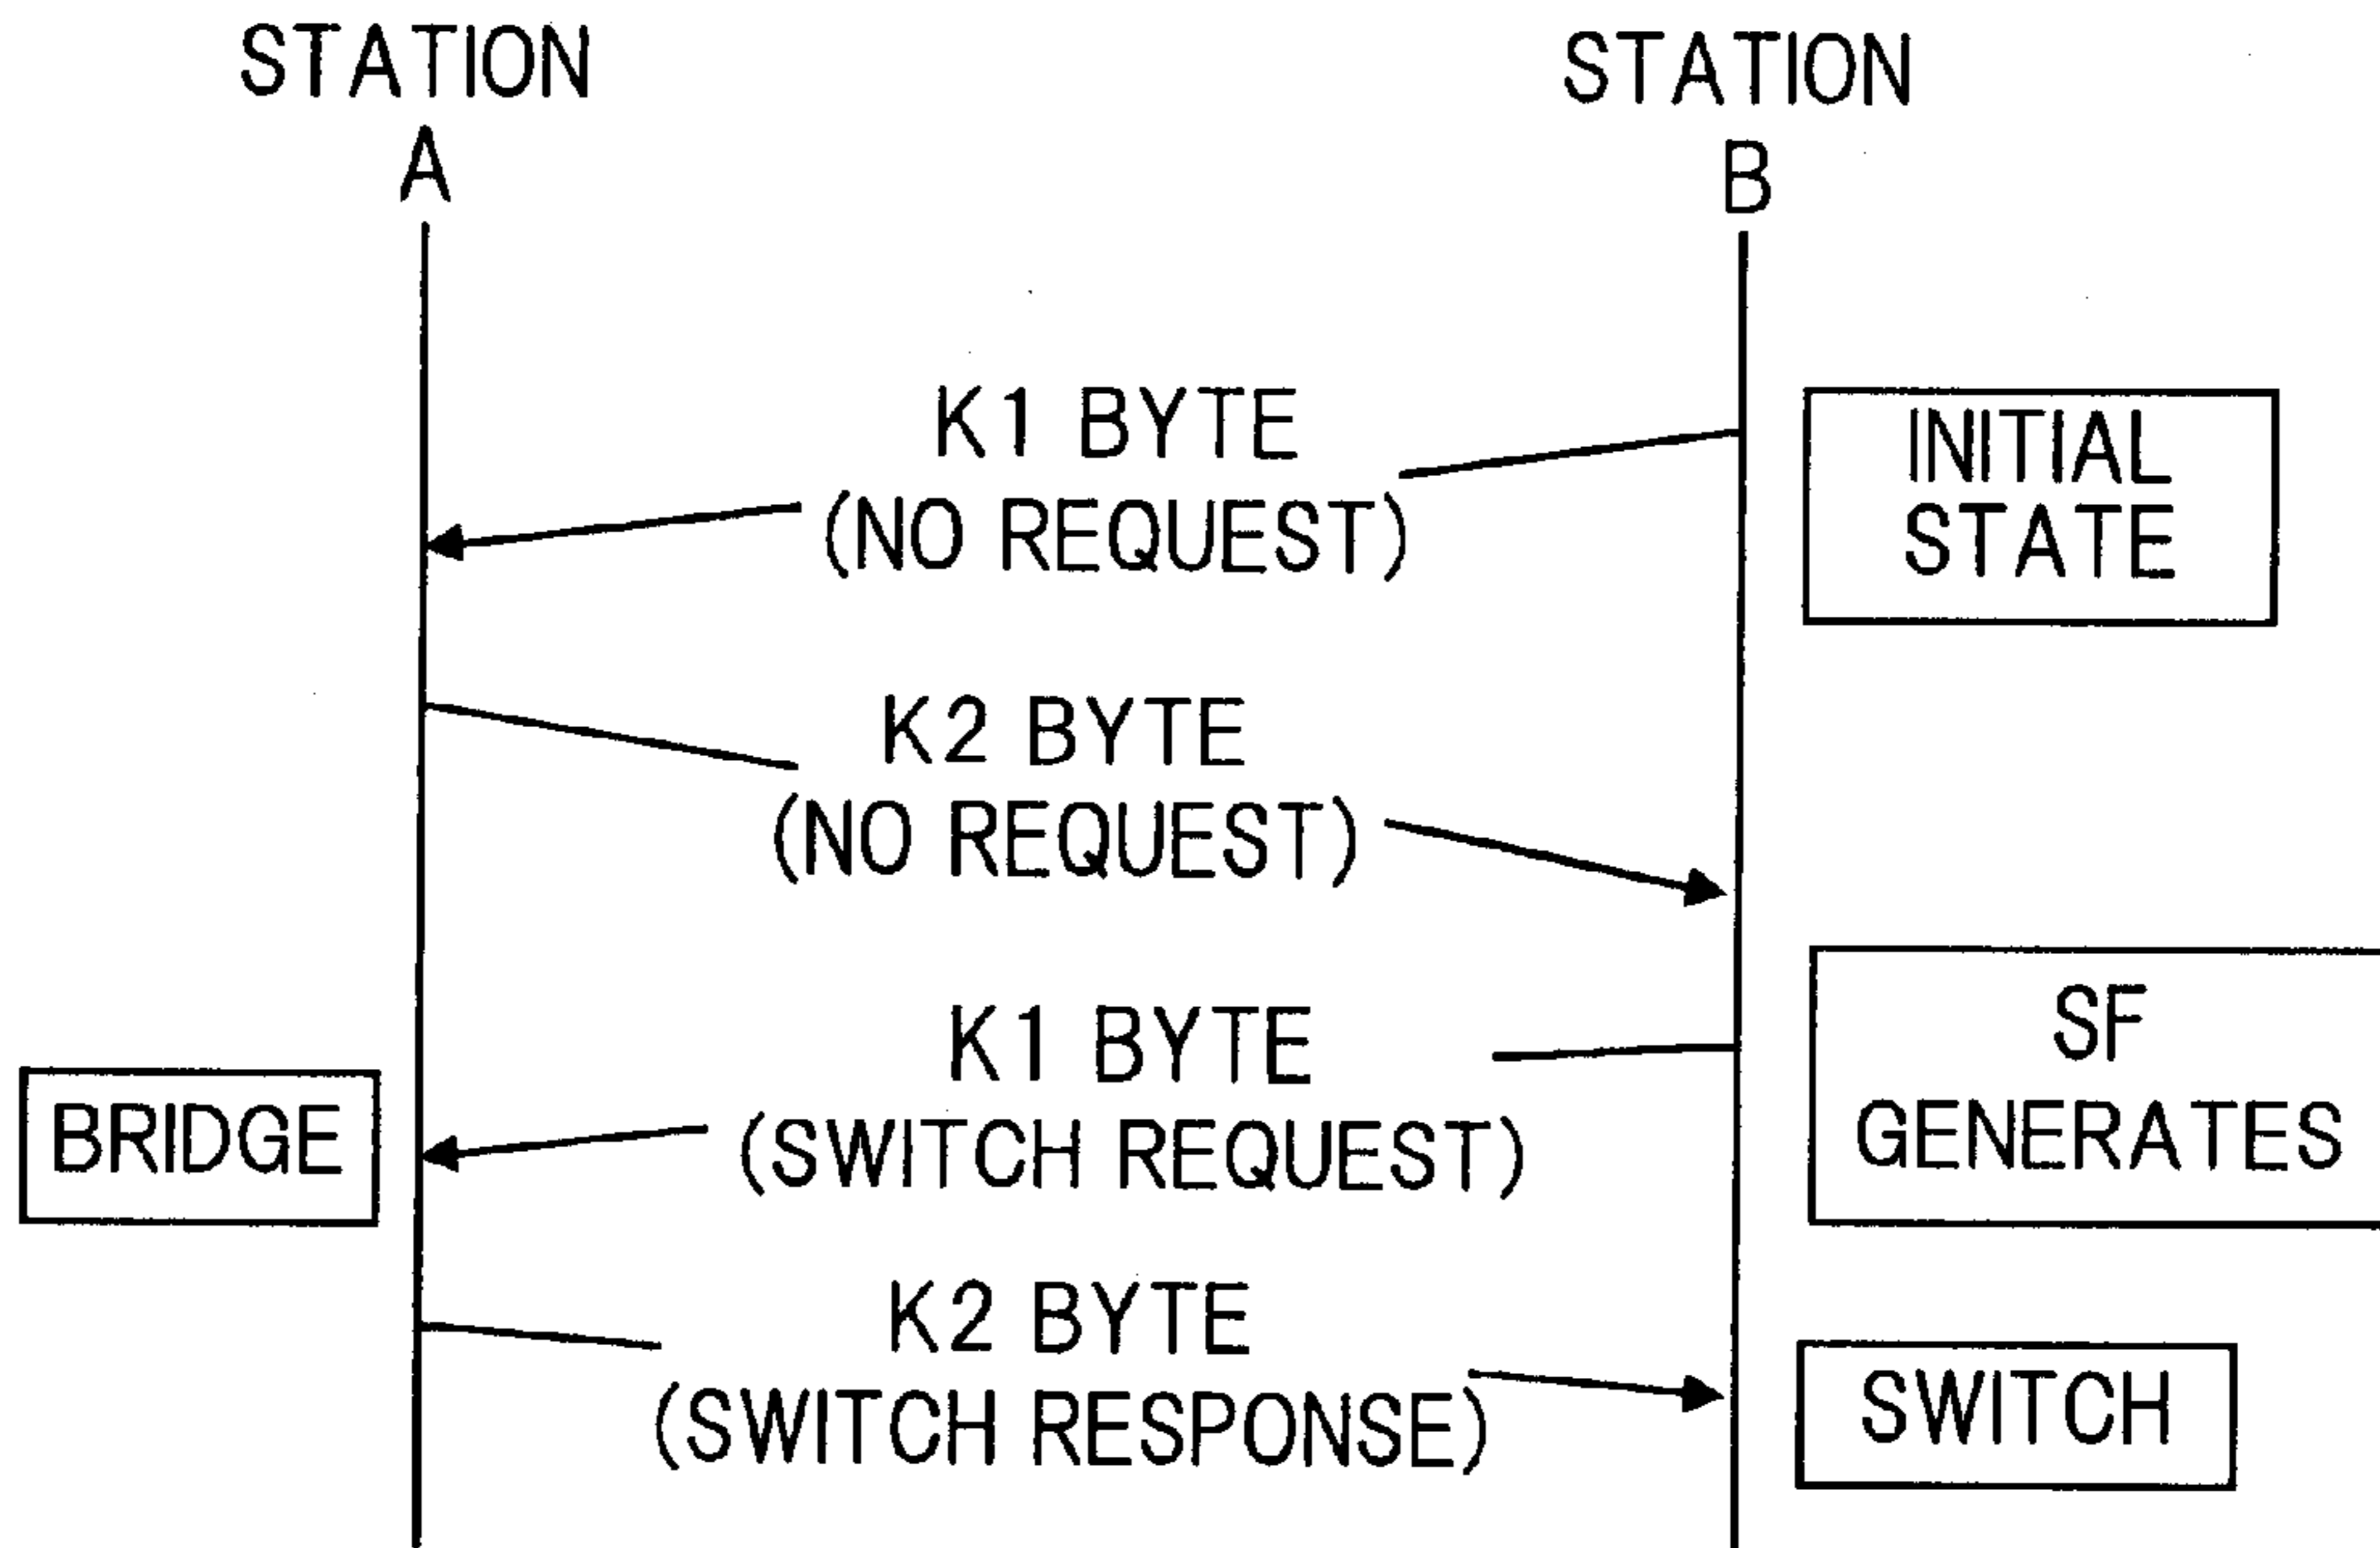 STATION
A
STATION
B
K1 BYTE
(NO REQUEST)
INITIAL
STATE
K2 BYTE
(NO REQUEST)
SF
GENERATES
K1 BYTE
(SWITCH REQUEST)
BRIDGE
K2 BYTE
(SWITCH RESPONSE)
SWITCH